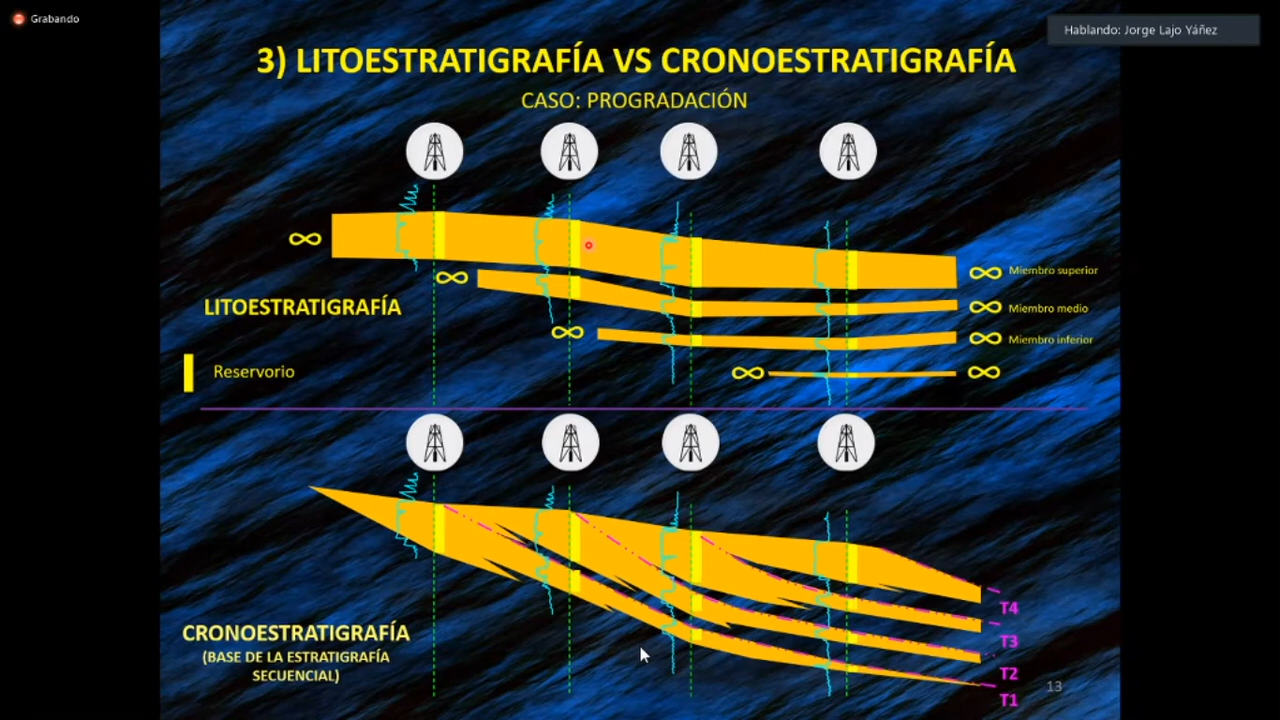 Grabando
Hablando: Jorge Lajo Yáñez
3) LITOESTRATIGRAFÍA VS CRONOESTRATIGRAFÍA
CASO: PROGRADACIÓN
∞
∞
∞ Miembro superior
LITOESTRATIGRAFÍA
∞ Miembro medio
∞
∞ Miembro inferior
Reservorio
∞
∞
CRONOESTRATIGRAFÍA
(BASE DE LA ESTRATIGRAFÍA
SECUENCIAL)
T4
T3
T2
T1
13